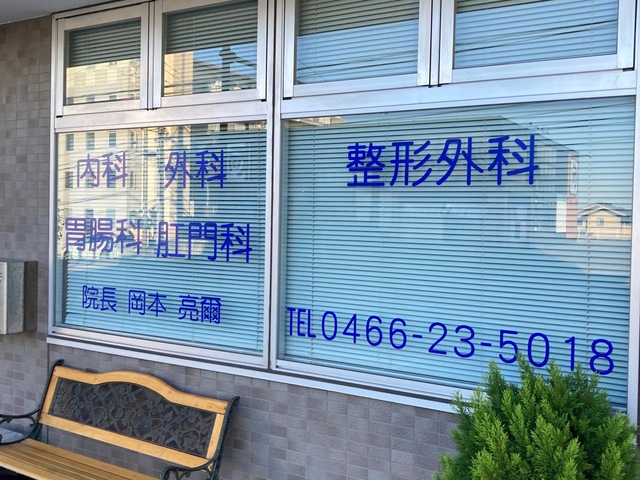 内科 外科
胃腸科 肛門科
院長 岡本 亮爾
整形外科
TEL0466-23-5018